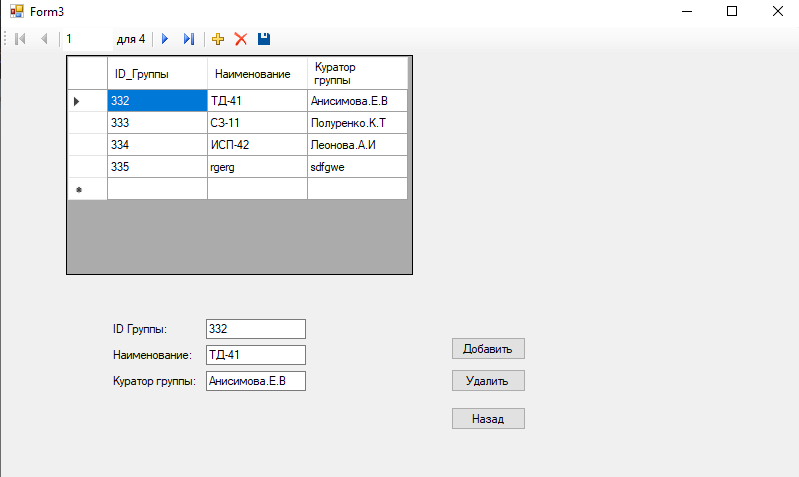 Form3
1 для 4
ID_Группы Наименование Куратор группы
332 ТД-41 Анисимова.Е.В
333 СЗ-11 Полуренко.К.Т
334 ИСП-42 Леонова.А.И
335 rgerg sdfgwe
ID Группы: 332
Наименование: ТД-41
Куратор группы: Анисимова.Е.В
Добавить
Удалить
Назад